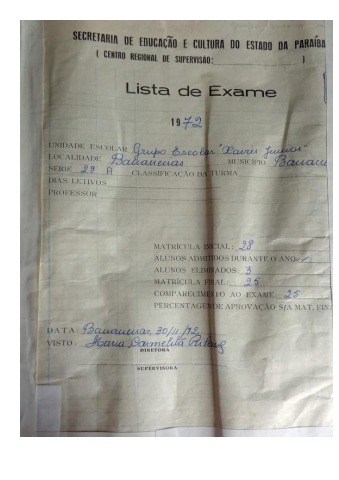 SECRETARIA DE EDUCAÇÃO E CULTURA DO ESTADO DA PARAÍBA
( CENTRO REGIONAL DE SUPERVISÃO: )
Lista de Exame
1972
UNIDADE ESCOLAR Grupo Escolar "Xavier Junior"
LOCALIDADE Bananeiras MUNICÍPIO Banane
SÉRIE 2ª A CLASSIFICAÇÃO DA TURMA
DIAS LETIVOS
PROFESSOR
MATRÍCULA INICIAL: 28
ALUNOS ADMITIDOS DURANTE O ANO:
ALUNOS ELIMINADOS: 3
MATRÍCULA FINAL: 25
COMPARECIMENTO AO EXAME: 25
PERCENTAGEM DE APROVAÇÃO S/A MAT. FIN
DATA: Bananeiras, 30/11/72
VISTO: Maria
DIRETORA
SUPERVISORA